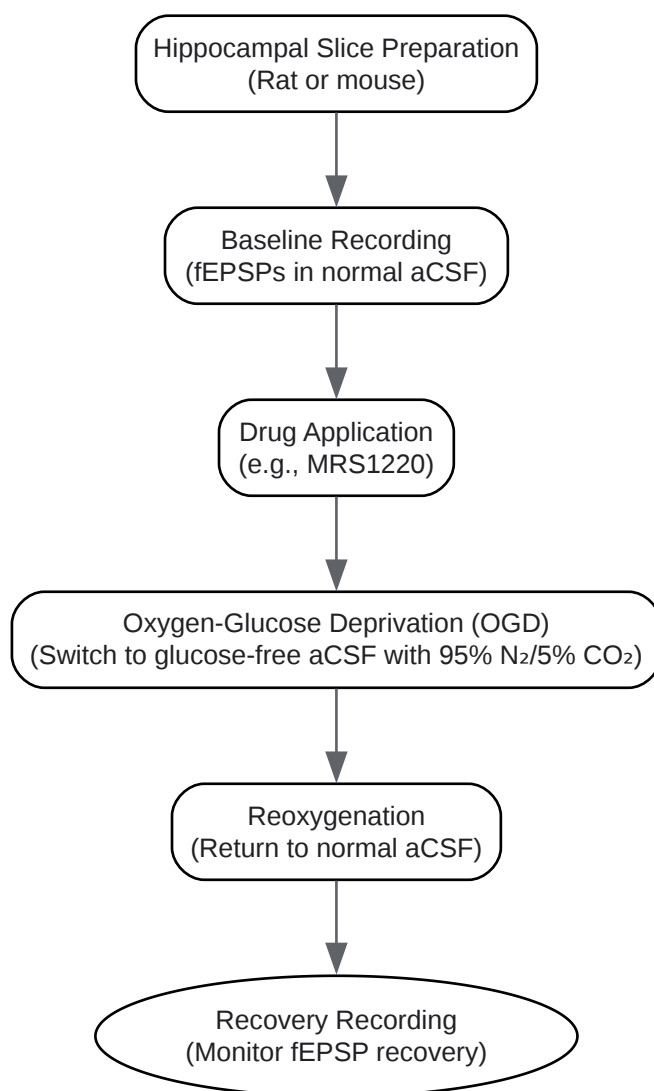 Hippocampal Slice Preparation
(Rat or mouse)
Baseline Recording
(fEPSPs in normal aCSF)
Drug Application
(e.g., MRS1220)
Oxygen-Glucose Deprivation (OGD)
(Switch to glucose-free aCSF with 95% N₂/5% CO₂)
Reoxygenation
(Return to normal aCSF)
Recovery Recording
(Monitor fEPSP recovery)